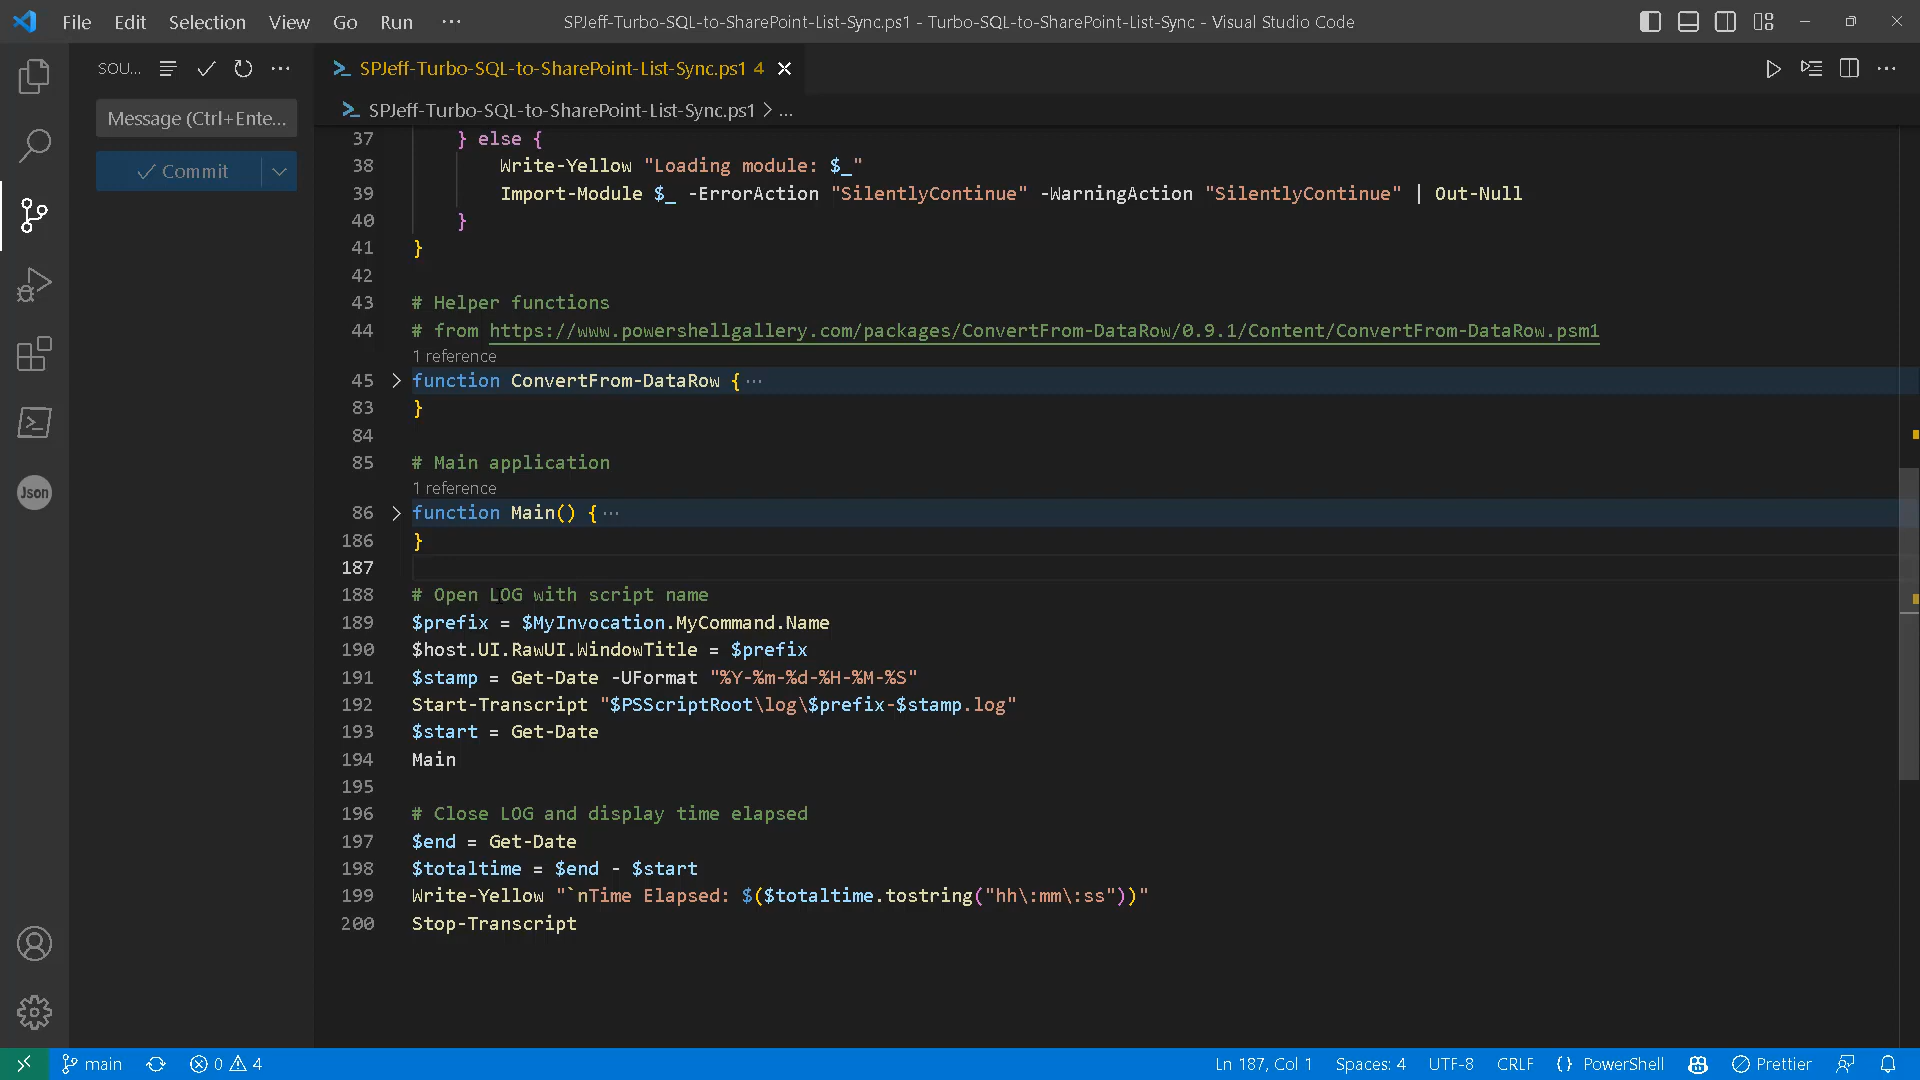 File Edit Selection View Go Run ···
SPJeff-Turbo-SQL-to-SharePoint-List-Sync.ps1 - Turbo-SQL-to-SharePoint-List-Sync - Visual Studio Code
SOU...
SPJeff-Turbo-SQL-to-SharePoint-List-Sync.ps1 4
Message (Ctrl+Ente...
SPJeff-Turbo-SQL-to-SharePoint-List-Sync.ps1 > ...
Commit
37 } else {
38 Write-Yellow "Loading module: $_"
39 Import-Module $_ -ErrorAction "SilentlyContinue" -WarningAction "SilentlyContinue" | Out-Null
40 }
41 }
42
43 # Helper functions
44 # from https://www.powershellgallery.com/packages/ConvertFrom-DataRow/0.9.1/Content/ConvertFrom-DataRow.psm1
1 reference
45 function ConvertFrom-DataRow { ···
83 }
84
85 # Main application
1 reference
86 function Main() { ···
186 }
187
188 # Open LOG with script name
189 $prefix = $MyInvocation.MyCommand.Name
190 $host.UI.RawUI.WindowTitle = $prefix
191 $stamp = Get-Date -UFormat "%Y-%m-%d-%H-%M-%S"
192 Start-Transcript "$PSScriptRoot\log\$prefix-$stamp.log"
193 $start = Get-Date
194 Main
195
196 # Close LOG and display time elapsed
197 $end = Get-Date
198 $totaltime = $end - $start
199 Write-Yellow "`nTime Elapsed: $($totaltime.tostring("hh\:mm\:ss"))"
200 Stop-Transcript
Json
main 0 4 Ln 187, Col 1 Spaces: 4 UTF-8 CRLF {} PowerShell Prettier